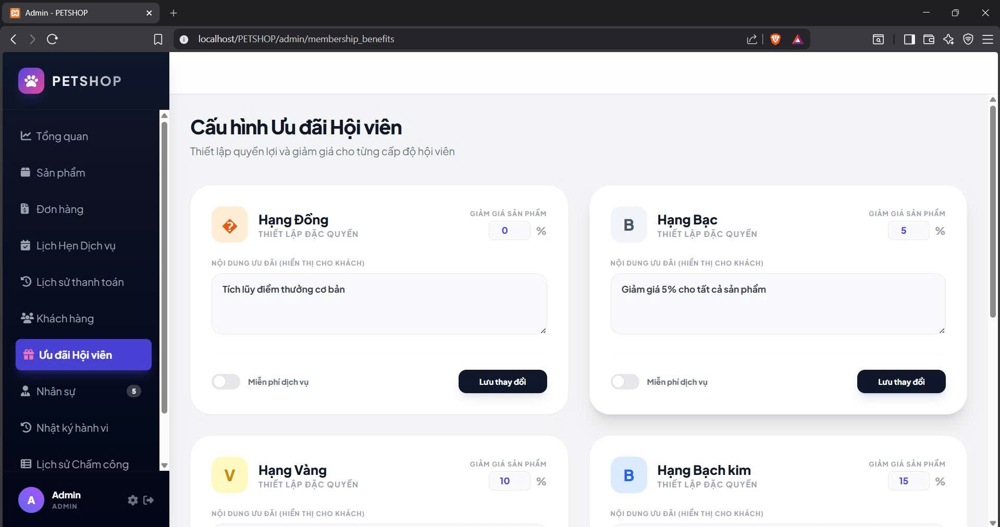 Admin - PETSHOP
localhost/PETSHOP/admin/membership_benefits
PETSHOP
Tổng quan
Sản phẩm
Đơn hàng
Lịch Hẹn Dịch vụ
Lịch sử thanh toán
Khách hàng
Ưu đãi Hội viên
Nhân sự 5
Nhật ký hành vi
Lịch sử Chấm công
A Admin
ADMIN
Cấu hình Ưu đãi Hội viên
Thiết lập quyền lợi và giảm giá cho từng cấp độ hội viên
� Hạng Đồng
THIẾT LẬP ĐẶC QUYỀN
GIẢM GIÁ SẢN PHẨM
0 %
NỘI DUNG ƯU ĐÃI (HIỂN THỊ CHO KHÁCH)
Tích lũy điểm thưởng cơ bản
Miễn phí dịch vụ
Lưu thay đổi
B Hạng Bạc
THIẾT LẬP ĐẶC QUYỀN
GIẢM GIÁ SẢN PHẨM
5 %
NỘI DUNG ƯU ĐÃI (HIỂN THỊ CHO KHÁCH)
Giảm giá 5% cho tất cả sản phẩm
Miễn phí dịch vụ
Lưu thay đổi
V Hạng Vàng
THIẾT LẬP ĐẶC QUYỀN
GIẢM GIÁ SẢN PHẨM
10 %
NỘI DUNG ƯU ĐÃI (HIỂN THỊ CHO KHÁCH)
B Hạng Bạch kim
THIẾT LẬP ĐẶC QUYỀN
GIẢM GIÁ SẢN PHẨM
15 %
NỘI DUNG ƯU ĐÃI (HIỂN THỊ CHO KHÁCH)